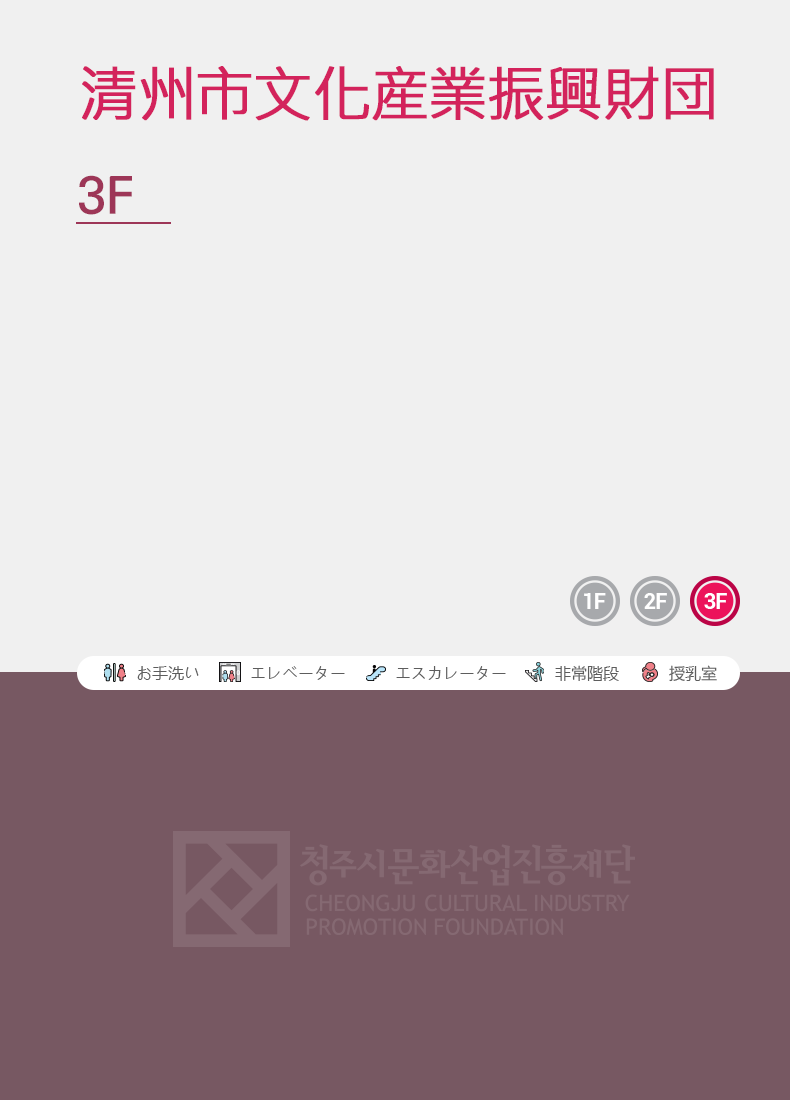 清州市文化産業振興財団
3F
1F 2F 3F
お手洗い エレベーター エスカレーター 非常階段 授乳室
청주시문화산업진흥재단
CHEONGJU CULTURAL INDUSTRY
PROMOTION FOUNDATION